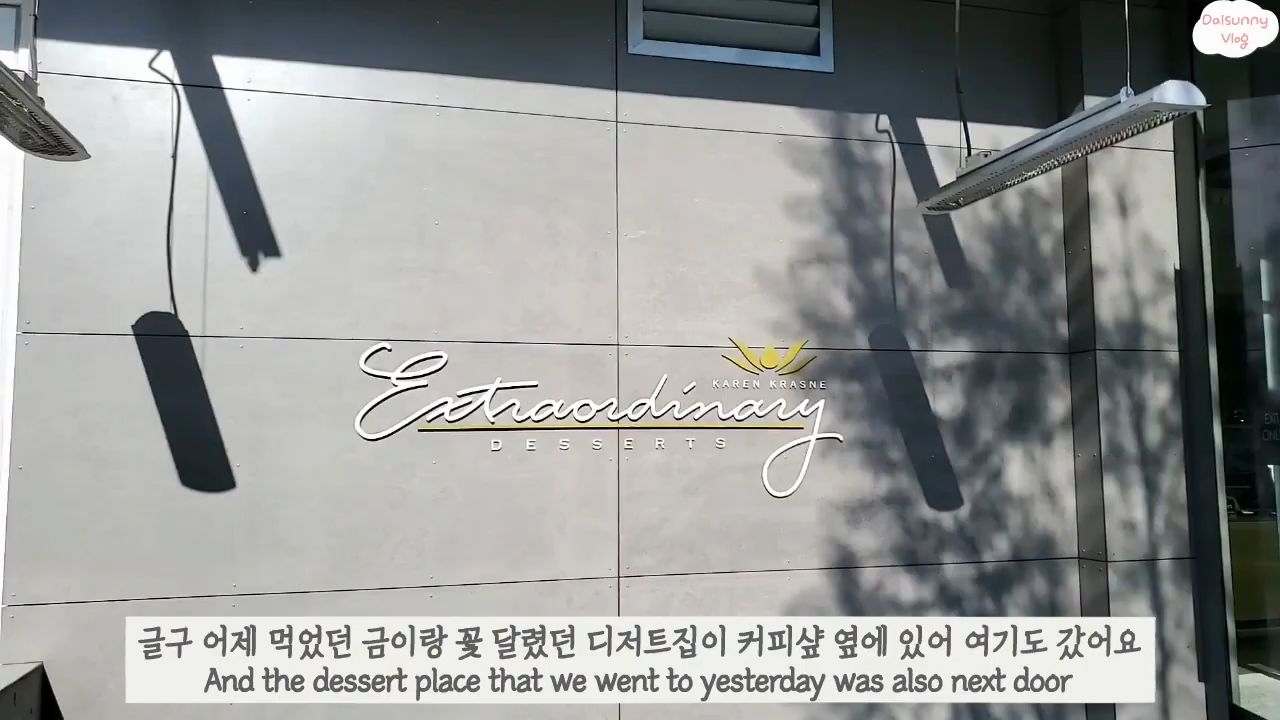 Dalsunny
Vlog
KAREN KRASNE
Extraordinary
DESSERTS
글구 어제 먹었던 금이랑 꽃 달렸던 디저트집이 커피샾 옆에 있어 여기도 갔어요
And the dessert place that we went to yesterday was also next door